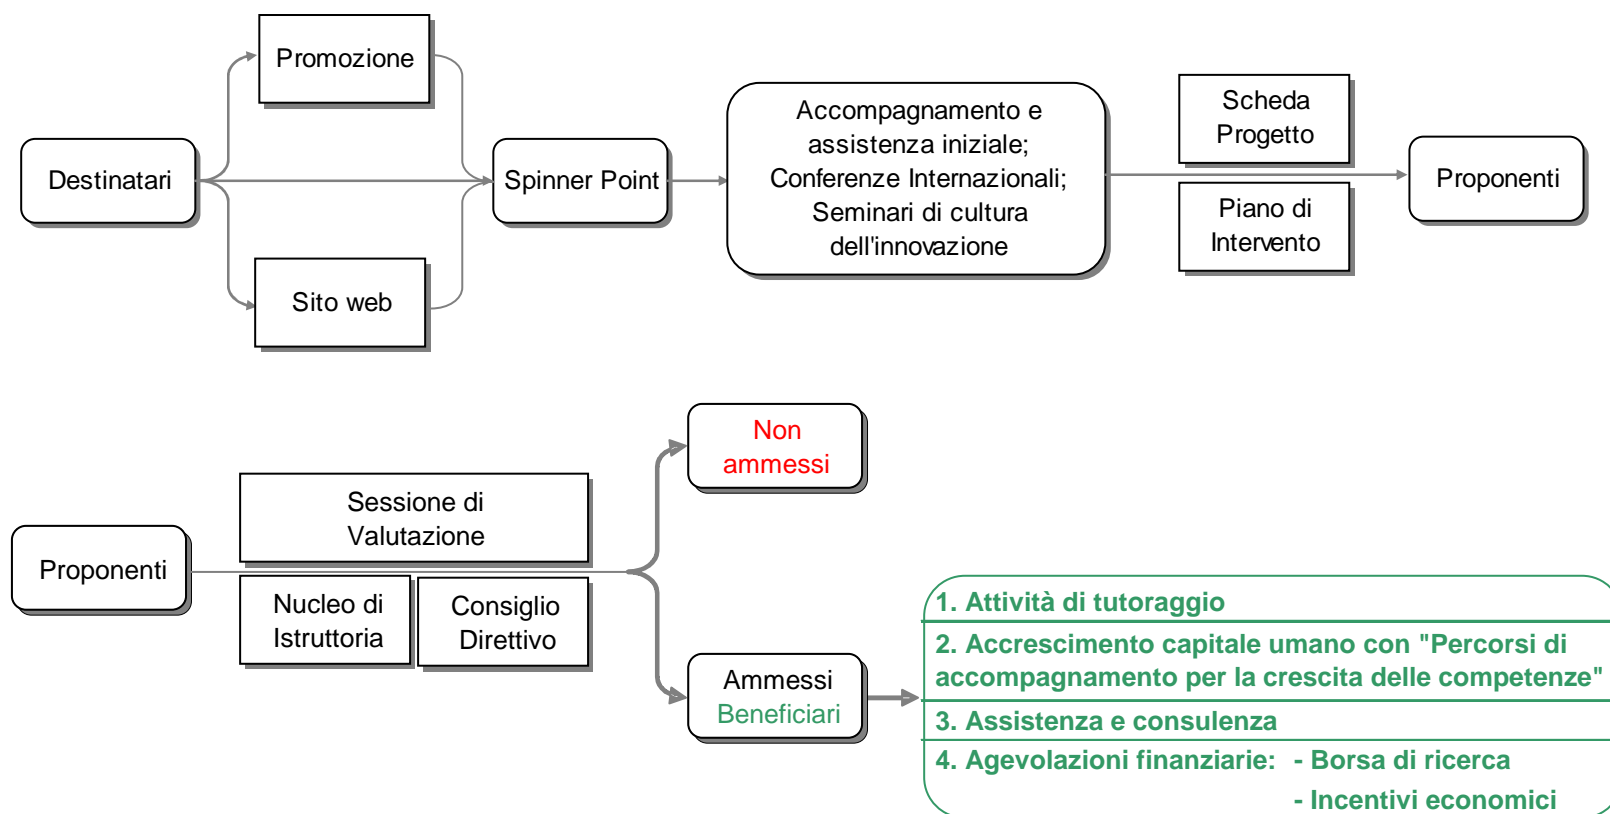 Promozione
Destinatari
Sito web
Spinner Point
Accompagnamento e
assistenza iniziale;
Conferenze Internazionali;
Seminari di cultura
dell'innovazione
Scheda
Progetto
Piano di
Intervento
Proponenti
Proponenti
Sessione di
Valutazione
Nucleo di
Istruttoria
Consiglio
Direttivo
Non
ammessi
Ammessi
Beneficiari
1. Attività di tutoraggio
2. Accrescimento capitale umano con "Percorsi di
accompagnamento per la crescita delle competenze"
3. Assistenza e consulenza
4. Agevolazioni finanziarie: - Borsa di ricerca
- Incentivi economici